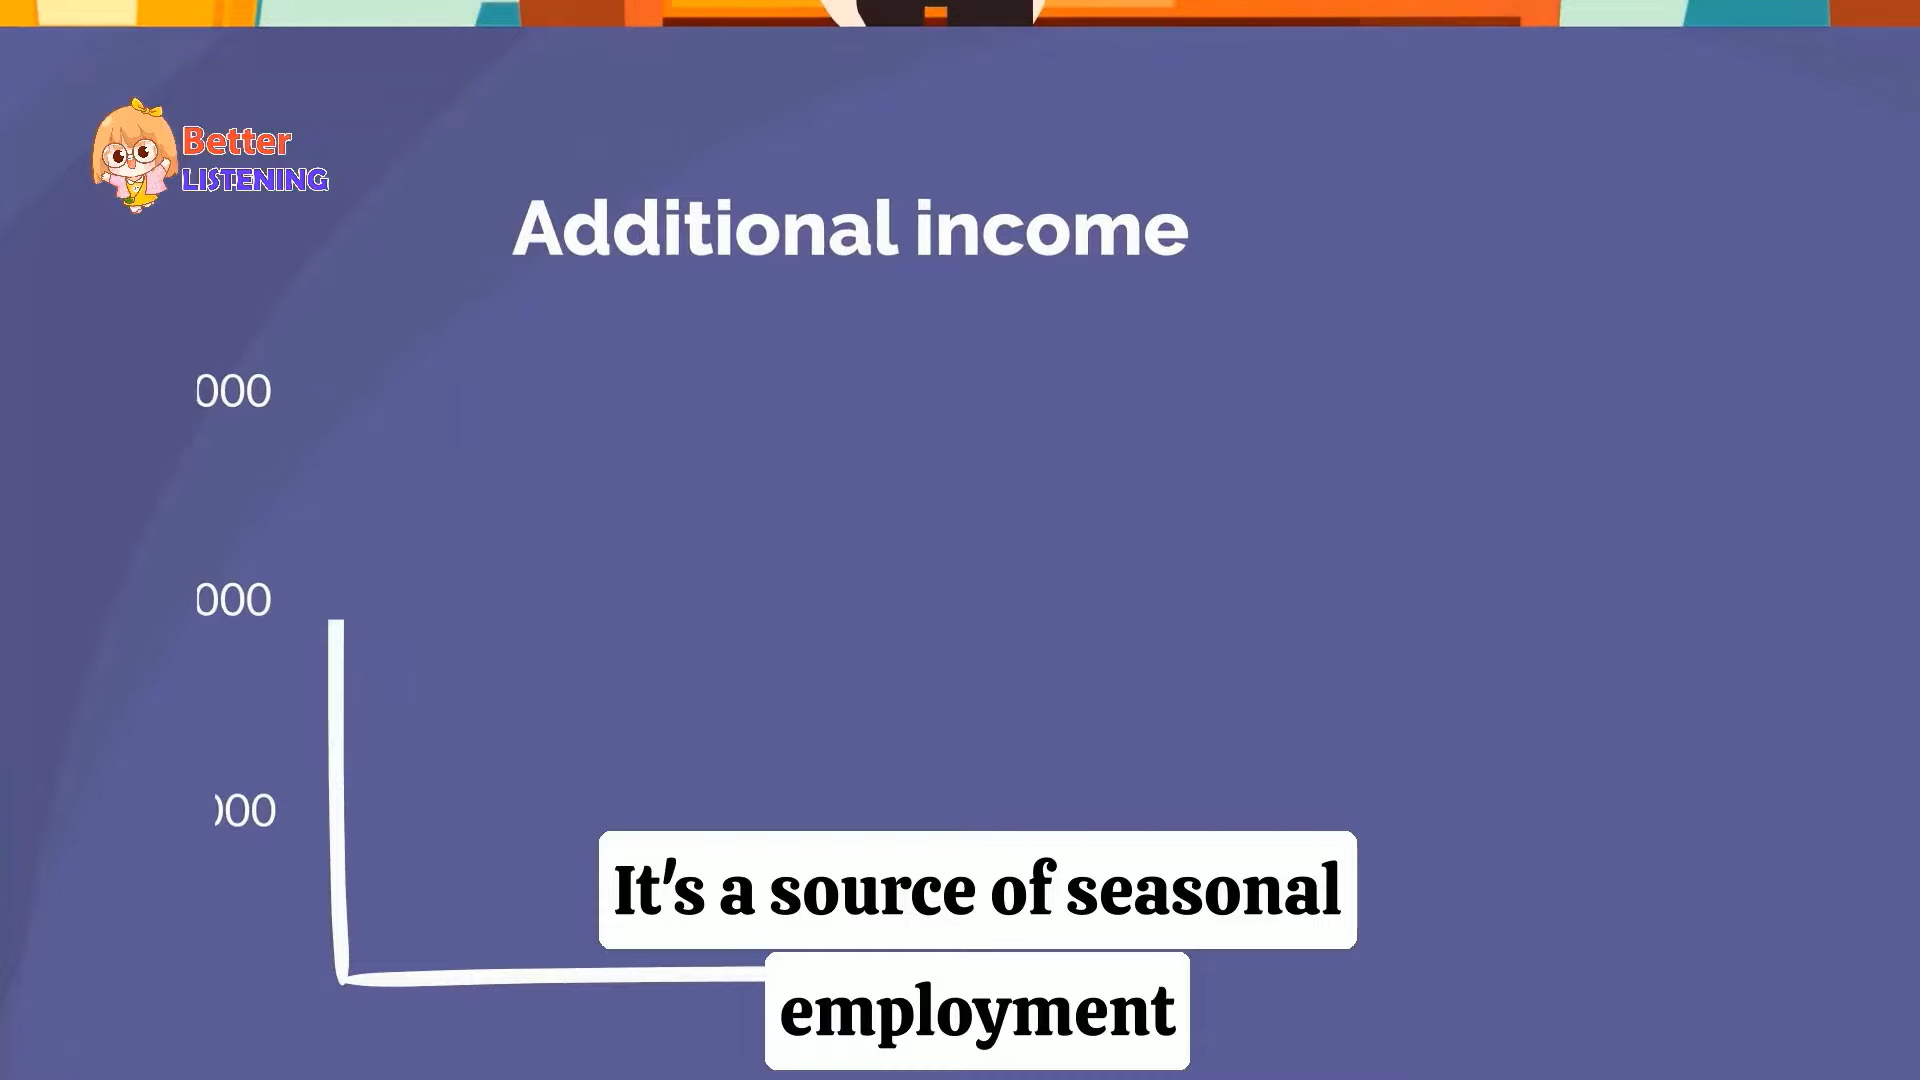 Better
LISTENING
Additional income
000
000
00
It's a source of seasonal
employment